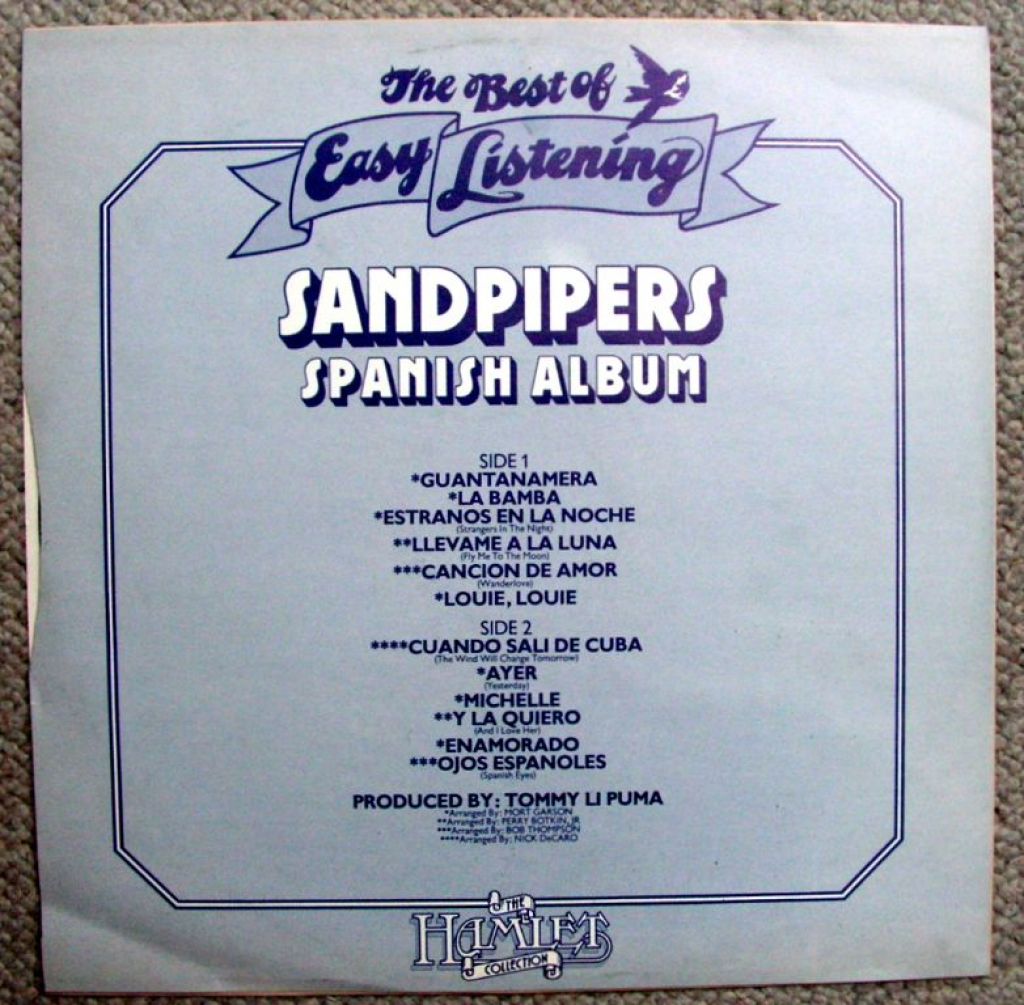 The Best Of
Easy Listening
SANDPIPERS
SPANISH ALBUM
SIDE 1
*GUANTANAMERA
*LA BAMBA
*ESTRANOS EN LA NOCHE
(Strangers In The Night)
**LLEVAME A LA LUNA
(Fly Me To The Moon)
***CANCION DE AMOR
(Wanderlove)
*LOUIE, LOUIE
SIDE 2
****CUANDO SALI DE CUBA
(The Wind Will Change Tomorrow)
*AYER
(Yesterday)
*MICHELLE
**Y LA QUIERO
(And I Love Her)
*ENAMORADO
***OJOS ESPANOLES
(Spanish Eyes)
PRODUCED BY: TOMMY LI PUMA
*Arranged By: MORT GARSON
**Arranged By: PERRY BOTKIN, JR
***Arranged By: BOB THOMPSON
****Arranged By: NICK DeCARO
THE
HAMLET
COLLECTION